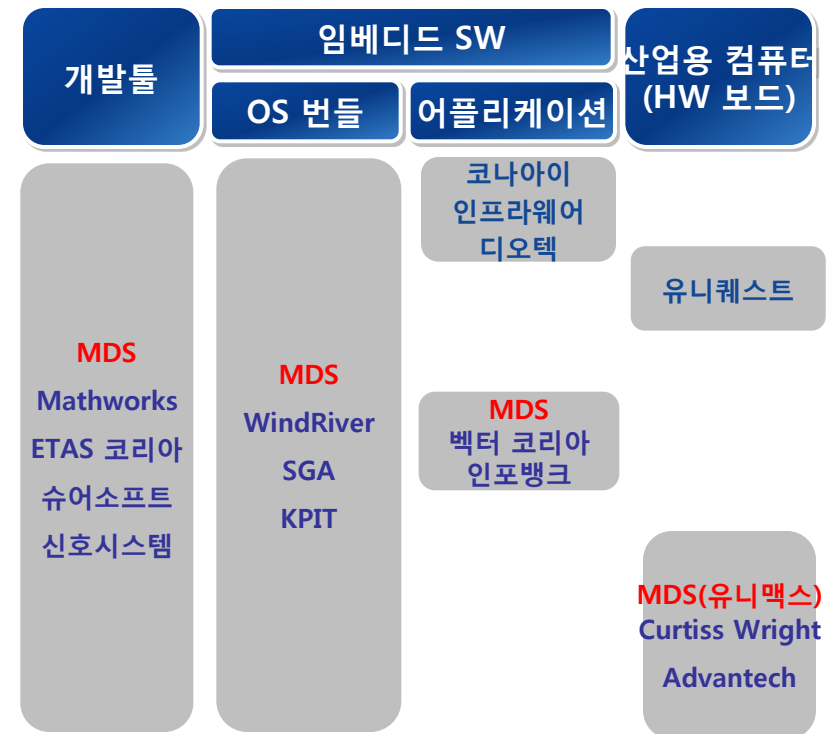 개발툴
임베디드 SW
OS 번들
어플리케이션
산업용 컴퓨터
(HW 보드)
MDS
Mathworks
ETAS 코리아
슈어소프트
신호시스템
MDS
WindRiver
SGA
KPIT
코나아이
인프라웨어
디오텍
MDS
벡터 코리아
인포뱅크
유니퀘스트
MDS(유니맥스)
Curtiss Wright
Advantech